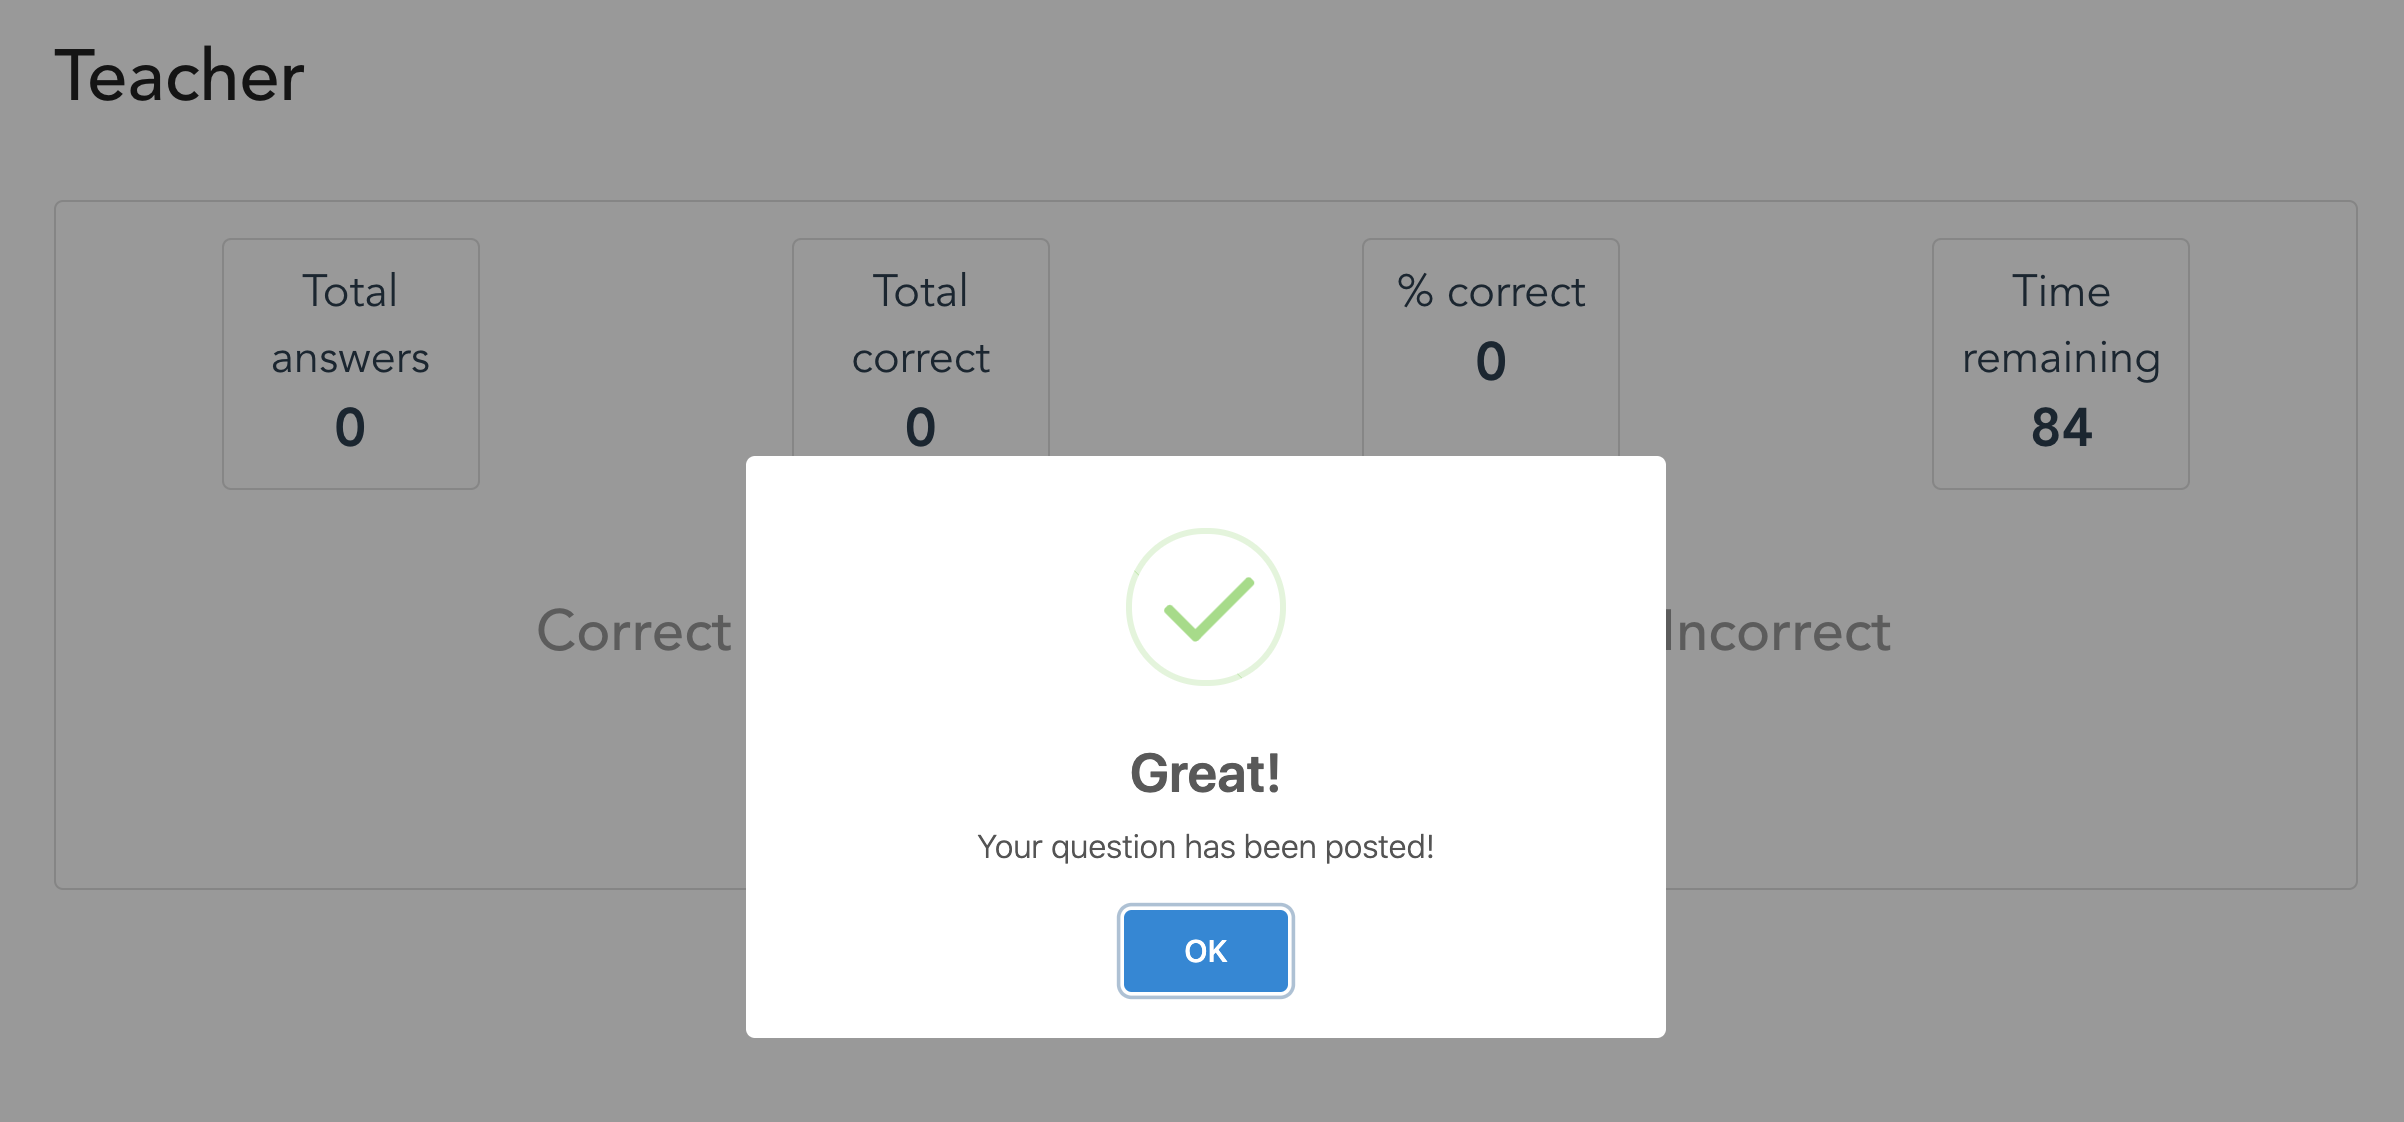 Teacher
Total
answers
0
Total
correct
0
% correct
0
Time
remaining
84
Correct
Incorrect
Great!
Your question has been posted!
OK